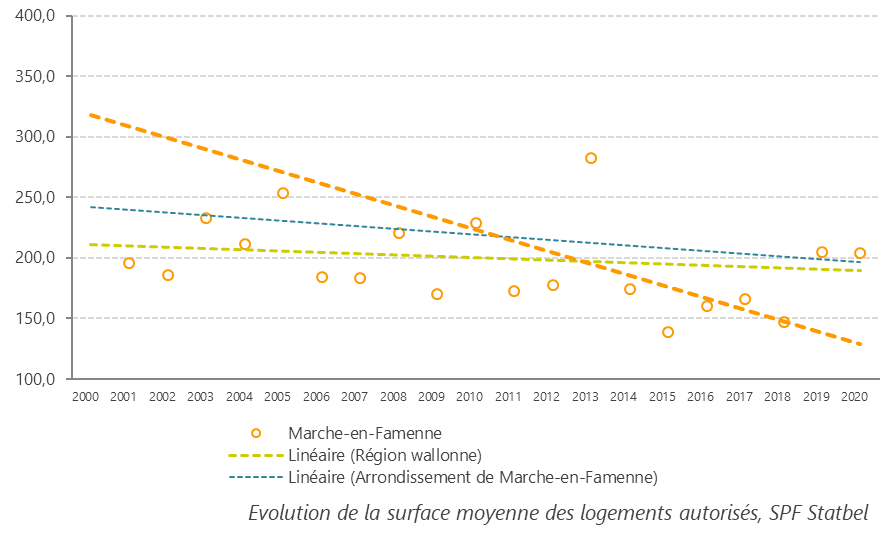 400,0
350,0
300,0
250,0
200,0
150,0
100,0
2000 2001 2002 2003 2004 2005 2006 2007 2008 2009 2010 2011 2012 2013 2014 2015 2016 2017 2018 2019 2020
Marche-en-Famenne
Linéaire (Région wallonne)
Linéaire (Arrondissement de Marche-en-Famenne)
Evolution de la surface moyenne des logements autorisés, SPF Statbel